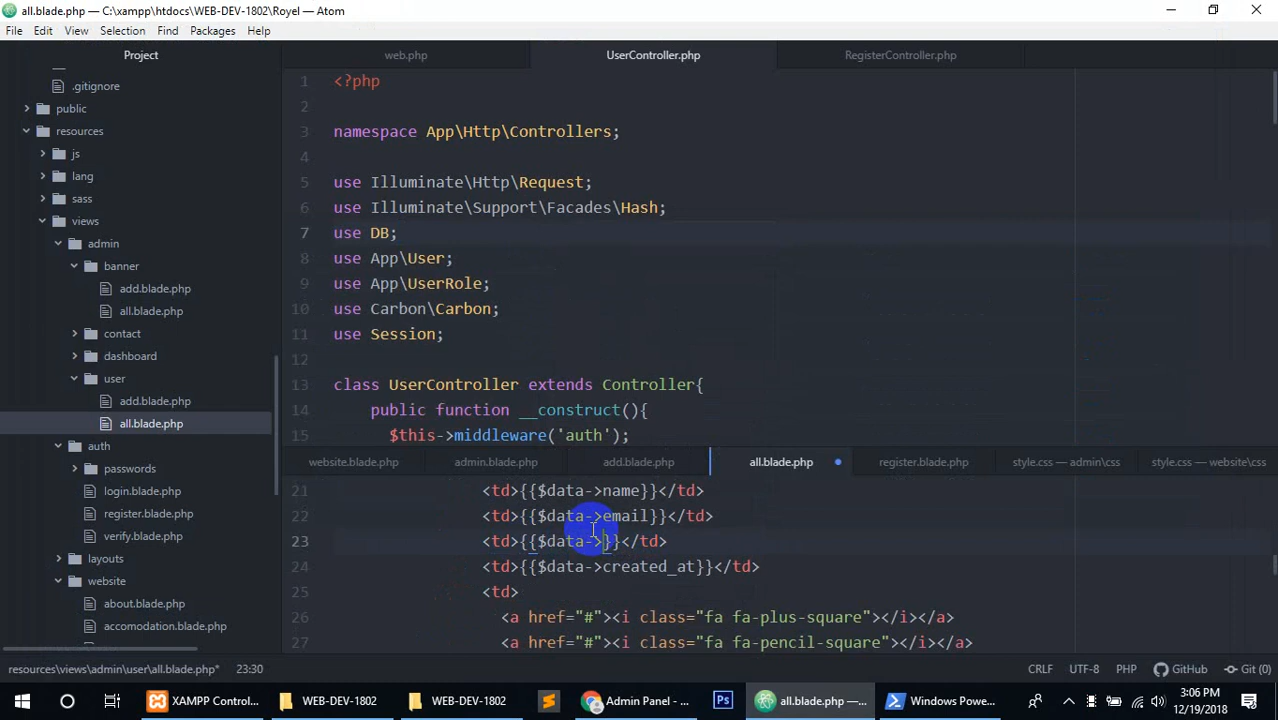 all.blade.php — C:\xampp\htdocs\WEB-DEV-1802\Royel — Atom
File Edit View Selection Find Packages Help
Project
web.php
UserController.php
RegisterController.php
.gitignore
public
resources
js
lang
sass
views
admin
banner
add.blade.php
all.blade.php
contact
dashboard
user
add.blade.php
all.blade.php
auth
passwords
login.blade.php
register.blade.php
verify.blade.php
layouts
website
about.blade.php
accomodation.blade.php
1 <?php
2
3 namespace App\Http\Controllers;
4
5 use Illuminate\Http\Request;
6 use Illuminate\Support\Facades\Hash;
7 use DB;
8 use App\User;
9 use App\UserRole;
10 use Carbon\Carbon;
11 use Session;
12
13 class UserController extends Controller{
14 public function __construct(){
15 $this->middleware('auth');
website.blade.php
admin.blade.php
add.blade.php
all.blade.php
register.blade.php
style.css — admin\css
style.css — website\css
21 <td>{{$data->name}}</td>
22 <td>{{$data->email}}</td>
23 <td>{{$data->}}</td>
24 <td>{{$data->created_at}}</td>
25 <td>
26 <a href="#"><i class="fa fa-plus-square"></i></a>
27 <a href="#"><i class="fa fa-pencil-square"></i></a>
resources\views\admin\user\all.blade.php* 23:30
CRLF UTF-8 PHP GitHub Git (0)
XAMPP Control...
WEB-DEV-1802
WEB-DEV-1802
Admin Panel - ...
Ps
all.blade.php —...
Windows Powe...
3:06 PM
12/19/2018